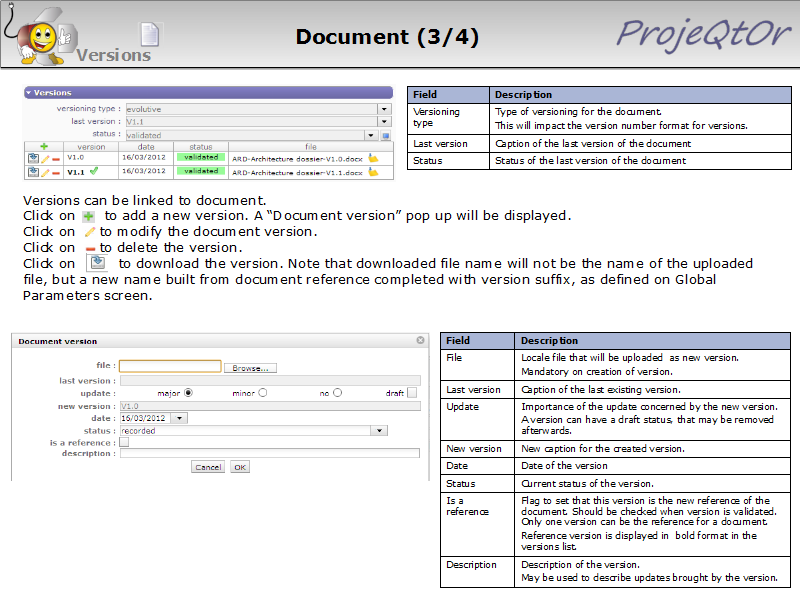 Document (3/4)
ProjeQtOr
Versions
Versions
versioning type : evolutive
last version : V1.1
status : validated
version date status file
V1.0 16/03/2012 validated ARD-Architecture dossier-V1.0.docx
V1.1 16/03/2012 validated ARD-Architecture dossier-V1.1.docx
Field Description
Versioning type Type of versioning for the document.
This will impact the version number format for versions.
Last version Caption of the last version of the document
Status Status of the last version of the document
Versions can be linked to document.
Click on to add a new version. A “Document version” pop up will be displayed.
Click on to modify the document version.
Click on to delete the version.
Click on to download the version. Note that downloaded file name will not be the name of the uploaded
file, but a new name built from document reference completed with version suffix, as defined on Global
Parameters screen.
Document version
file : Browse...
last version :
update : major minor no draft
new version : V1.0
date : 16/03/2012
status : recorded
is a reference :
description :
Cancel OK
Field Description
File Locale file that will be uploaded as new version.
Mandatory on creation of version.
Last version Caption of the last existing version.
Update Importance of the update concerned by the new version.
A version can have a draft status, that may be removed
afterwards.
New version New caption for the created version.
Date Date of the version
Status Current status of the version.
Is a reference Flag to set that this version is the new reference of the
document. Should be checked when version is validated.
Only one version can be the reference for a document.
Reference version is displayed in bold format in the
versions list.
Description Description of the version.
May be used to describe updates brought by the version.